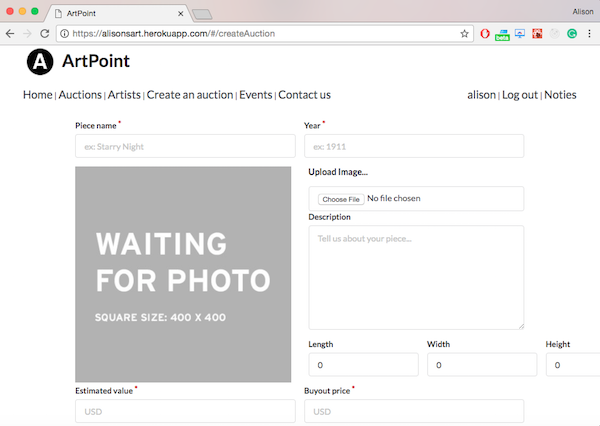 ArtPoint
Alison
https://alisonsart.herokuapp.com/#/createAuction
beta
A ArtPoint
Home | Auctions | Artists | Create an auction | Events | Contact us
alison | Log out | Noties
Piece name *
Year *
ex: Starry Night
ex: 1911
Upload Image...
Choose File No file chosen
WAITING
FOR PHOTO
SQUARE SIZE: 400 X 400
Description
Tell us about your piece...
Length
Width
Height
0
0
0
Estimated value *
Buyout price *
USD
USD